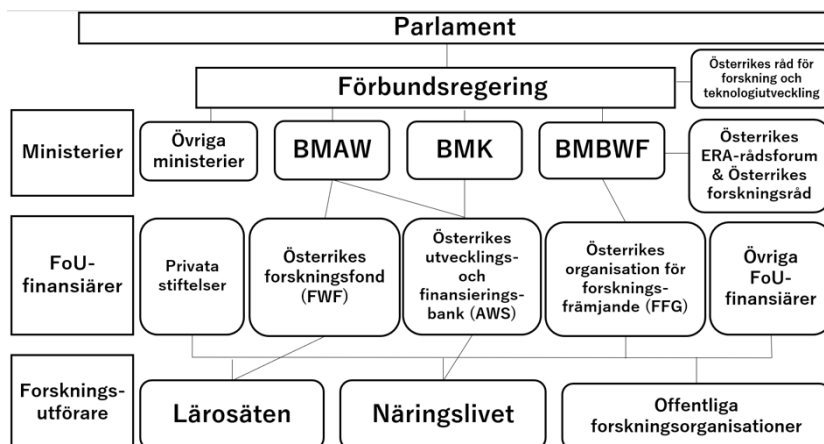 Parlament
Förbundsregering
Österrikes råd för
forskning och
teknologiutveckling
Ministerier
Övriga
ministerier
BMAW
BMK
BMBWF
Österrikes
ERA-rådsforum
& Österrikes
forskningsråd
FoU-
finansiärer
Privata
stiftelser
Österrikes
forskningsfond
(FWF)
Österrikes
utvecklings-
och
finansierings-
bank (AWS)
Österrikes
organisation för
forsknings-
främjande (FFG)
Övriga
FoU-
finansiärer
Forsknings-
utförare
Lärosäten
Näringslivet
Offentliga
forskningsorganisationer